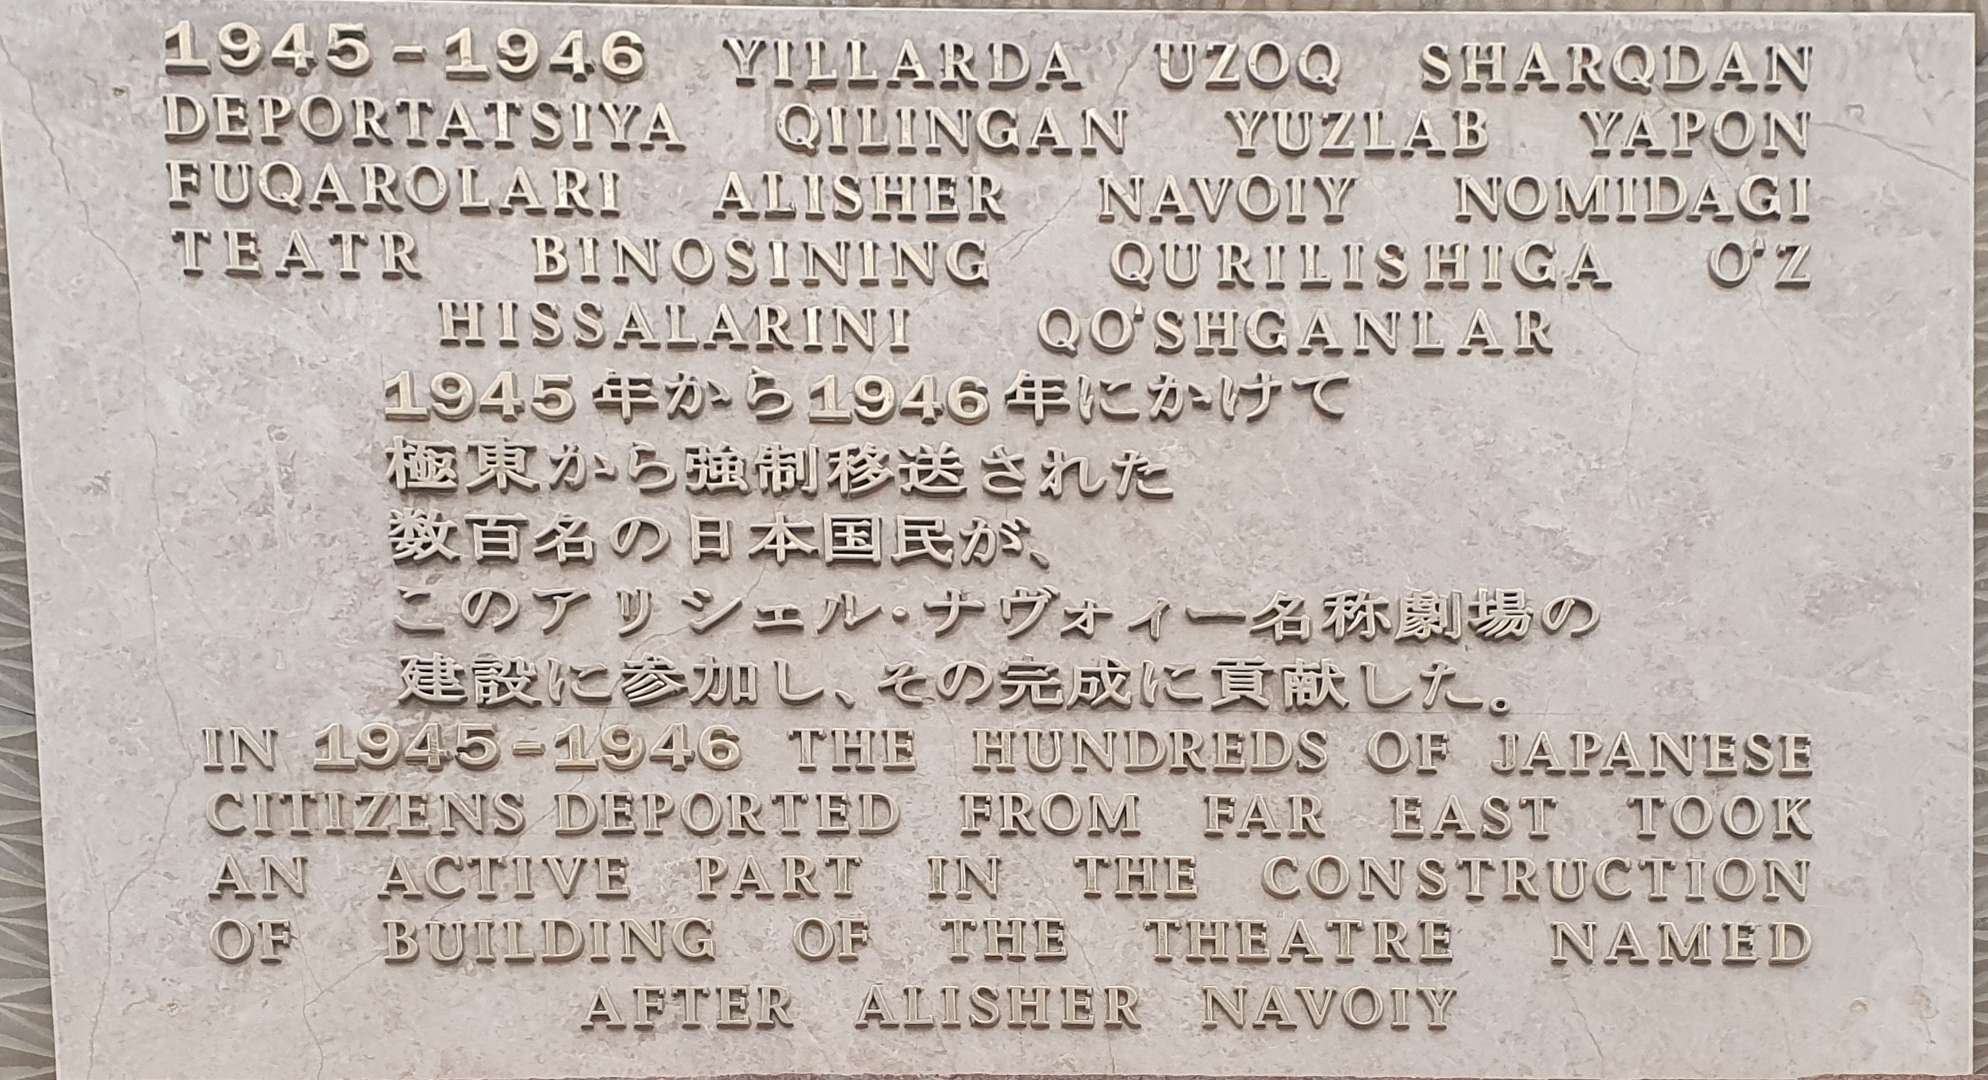 1945-1946 YILLARDA UZOQ SHARQDAN
DEPORTATSIYA QILINGAN YUZLAB YAPON
FUQAROLARI ALISHER NAVOIY NOMIDAGI
TEATR BINOSINING QURILISHIGA O‘Z
HISSALARINI QO‘SHGANLAR
1945年から1946年にかけて
極東から強制移送された
数百名の日本国民が、
このアリシェル・ナヴォイー名称劇場の
建設に参加し、その完成に貢献した。
IN 1945-1946 THE HUNDREDS OF JAPANESE
CITIZENS DEPORTED FROM FAR EAST TOOK
AN ACTIVE PART IN THE CONSTRUCTION
OF BUILDING OF THE THEATRE NAMED
AFTER ALISHER NAVOIY